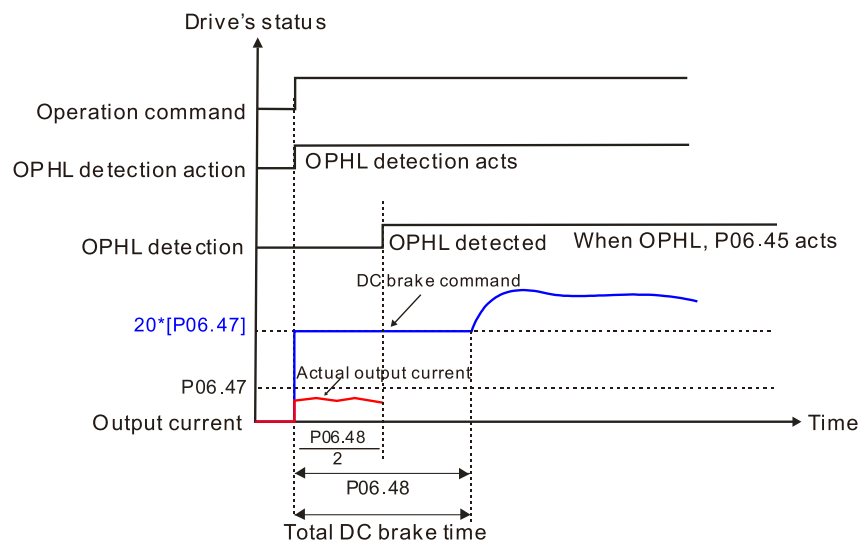 Drive's status
Operation command
OPHL detection action
OPHL detection acts
OPHL detection
OPHL detected
When OPHL, P06.45 acts
DC brake command
20*[P06.47]
Actual output current
P06.47
Output current
Time
P06.48
2
P06.48
Total DC brake time